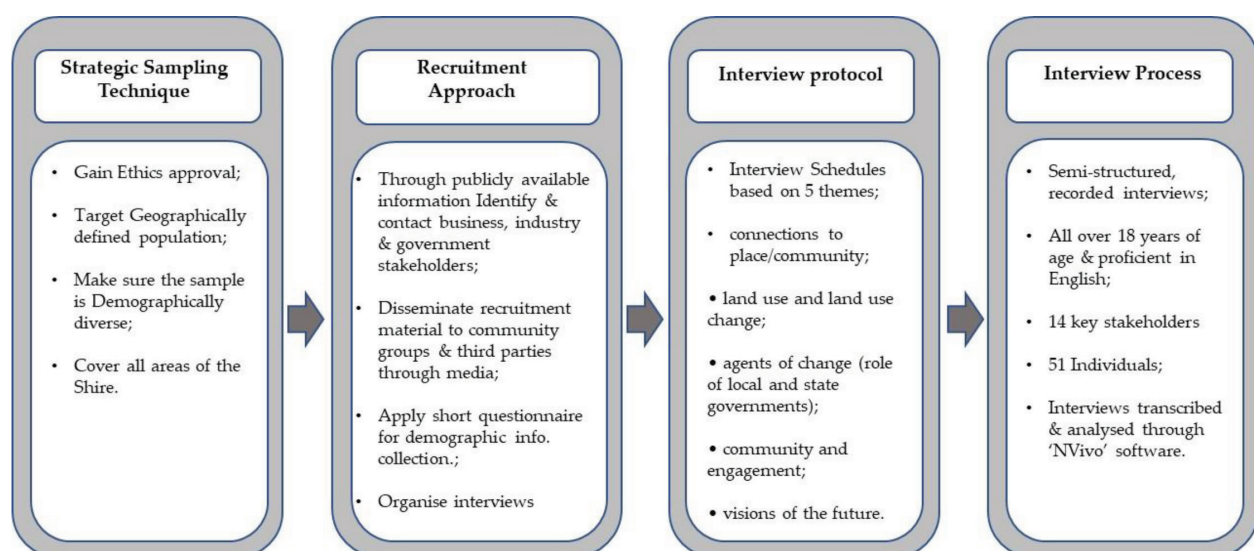 Strategic Sampling
Technique
• Gain Ethics approval;
• Target Geographically
defined population;
• Make sure the sample
is Demographically
diverse;
• Cover all areas of the
Shire.
Recruitment
Approach
• Through publicly available
information Identify &
contact business, industry
& government
stakeholders;
• Disseminate recruitment
material to community
groups & third parties
through media;
• Apply short questionnaire
for demographic info.
collection.;
• Organise interviews
Interview protocol
• Interview Schedules
based on 5 themes;
• connections to
place/community;
• land use and land use
change;
• agents of change (role
of local and state
governments);
• community and
engagement;
• visions of the future.
Interview Process
• Semi-structured,
recorded interviews;
• All over 18 years of
age & proficient in
English;
• 14 key stakeholders
• 51 Individuals;
• Interviews transcribed
& analysed through
‘NVivo’ software.